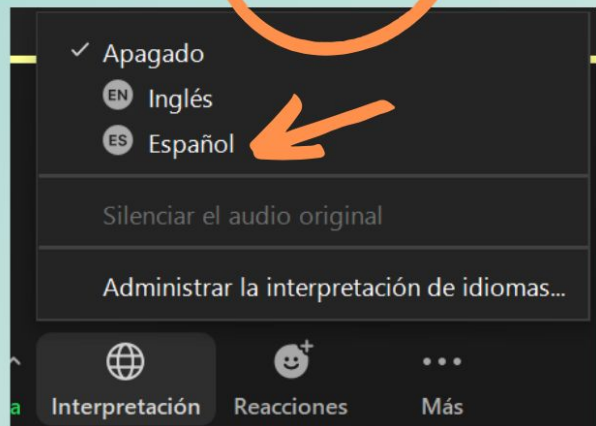 Apagado
EN Inglés
ES Español
Silenciar el audio original
Administrar la interpretación de idiomas...
a Interpretación Reacciones Más